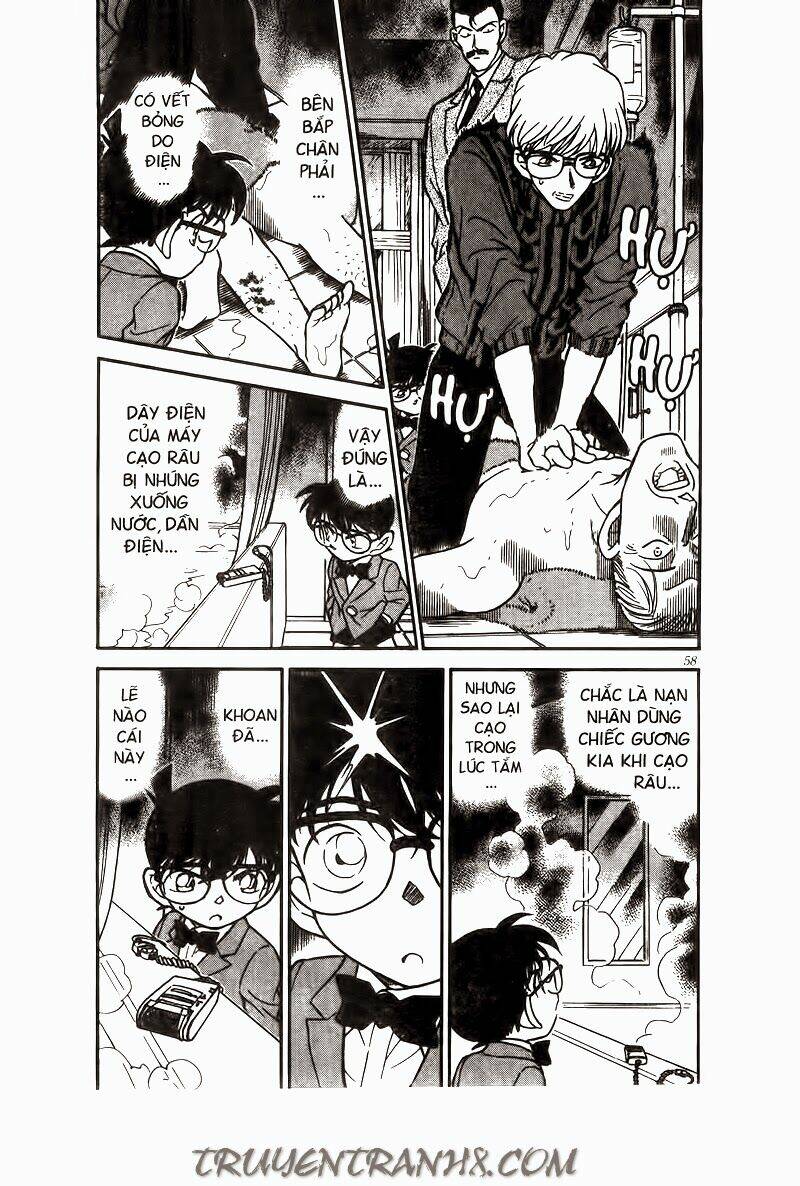 HỰ
HỰ
HỰ
BÊN
BẮP
CHÂN
PHẢI
...
CÓ VẾT
BỎNG
DO
ĐIỆN
...
VẬY
ĐÚNG
LÀ...
DÂY ĐIỆN
CỦA MÁY
CẠO RÂU
BỊ NHÚNG
XUỐNG
NƯỚC, DẪN
ĐIỆN...
58
CHẮC LÀ NẠN
NHÂN DÙNG
CHIẾC GƯƠNG
KIA KHI CẠO
RÂU...
NHƯNG
SAO LẠI
CẠO
TRONG
LÚC TẮM
...
KHOAN
ĐÃ...
LẼ
NÀO
CÁI
NÀY
...
TRUYENTRANH8.COM